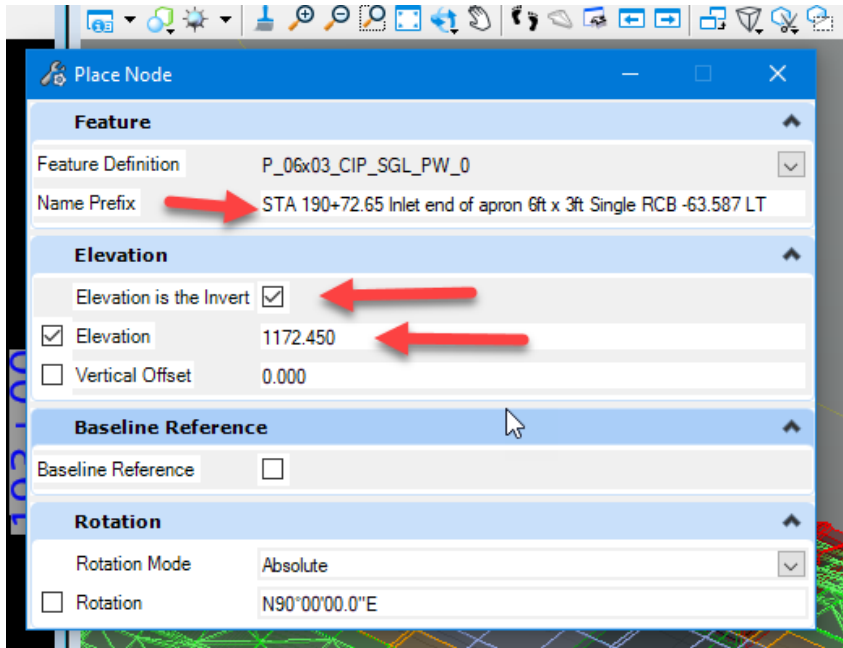 Place Node
Feature
Feature Definition P_06x03_CIP_SGL_PW_0
Name Prefix STA 190+72.65 Inlet end of apron 6ft x 3ft Single RCB -63.587 LT
Elevation
Elevation is the Invert
Elevation 1172.450
Vertical Offset 0.000
Baseline Reference
Baseline Reference
Rotation
Rotation Mode Absolute
Rotation N90°00'00.0"E